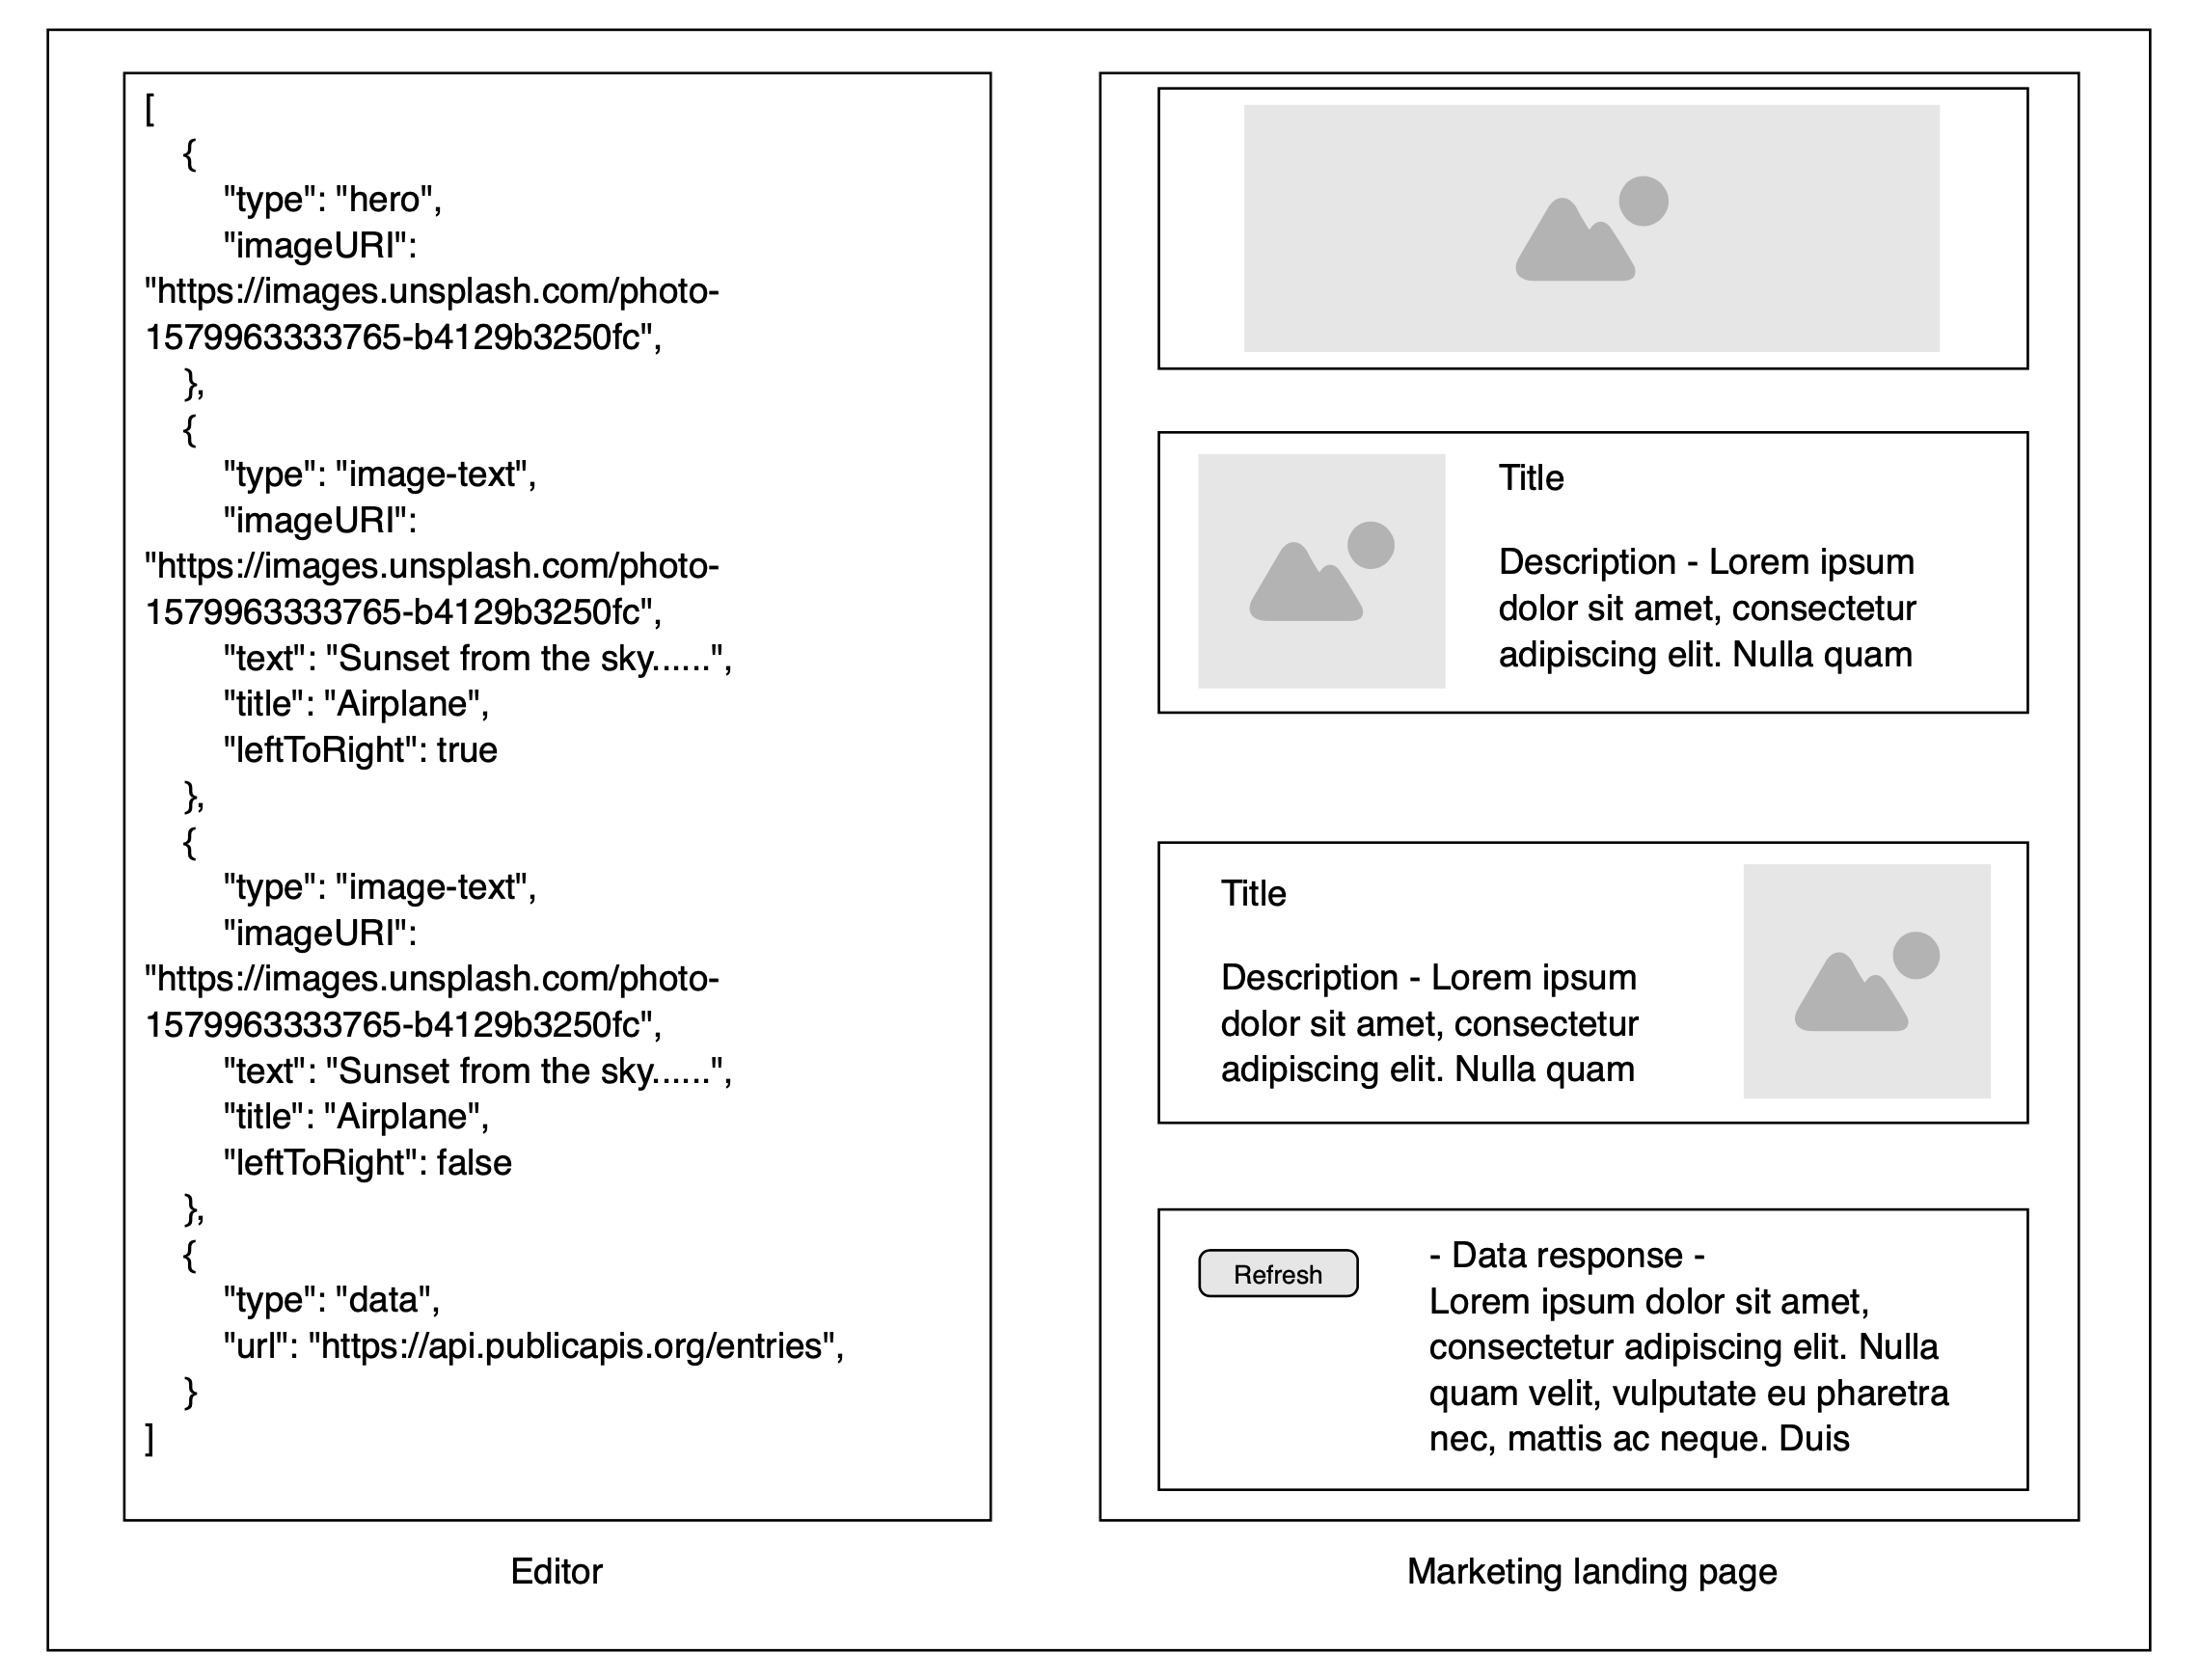 [
{
"type": "hero",
"imageURI":
"https://images.unsplash.com/photo-
1579963333765-b4129b3250fc",
},
{
"type": "image-text",
"imageURI":
"https://images.unsplash.com/photo-
1579963333765-b4129b3250fc",
"text": "Sunset from the sky......",
"title": "Airplane",
"leftToRight": true
},
{
"type": "image-text",
"imageURI":
"https://images.unsplash.com/photo-
1579963333765-b4129b3250fc",
"text": "Sunset from the sky......",
"title": "Airplane",
"leftToRight": false
},
{
"type": "data",
"url": "https://api.publicapis.org/entries",
}
]
Editor
Title
Description - Lorem ipsum
dolor sit amet, consectetur
adipiscing elit. Nulla quam
Title
Description - Lorem ipsum
dolor sit amet, consectetur
adipiscing elit. Nulla quam
Refresh
- Data response -
Lorem ipsum dolor sit amet,
consectetur adipiscing elit. Nulla
quam velit, vulputate eu pharetra
nec, mattis ac neque. Duis
Marketing landing page